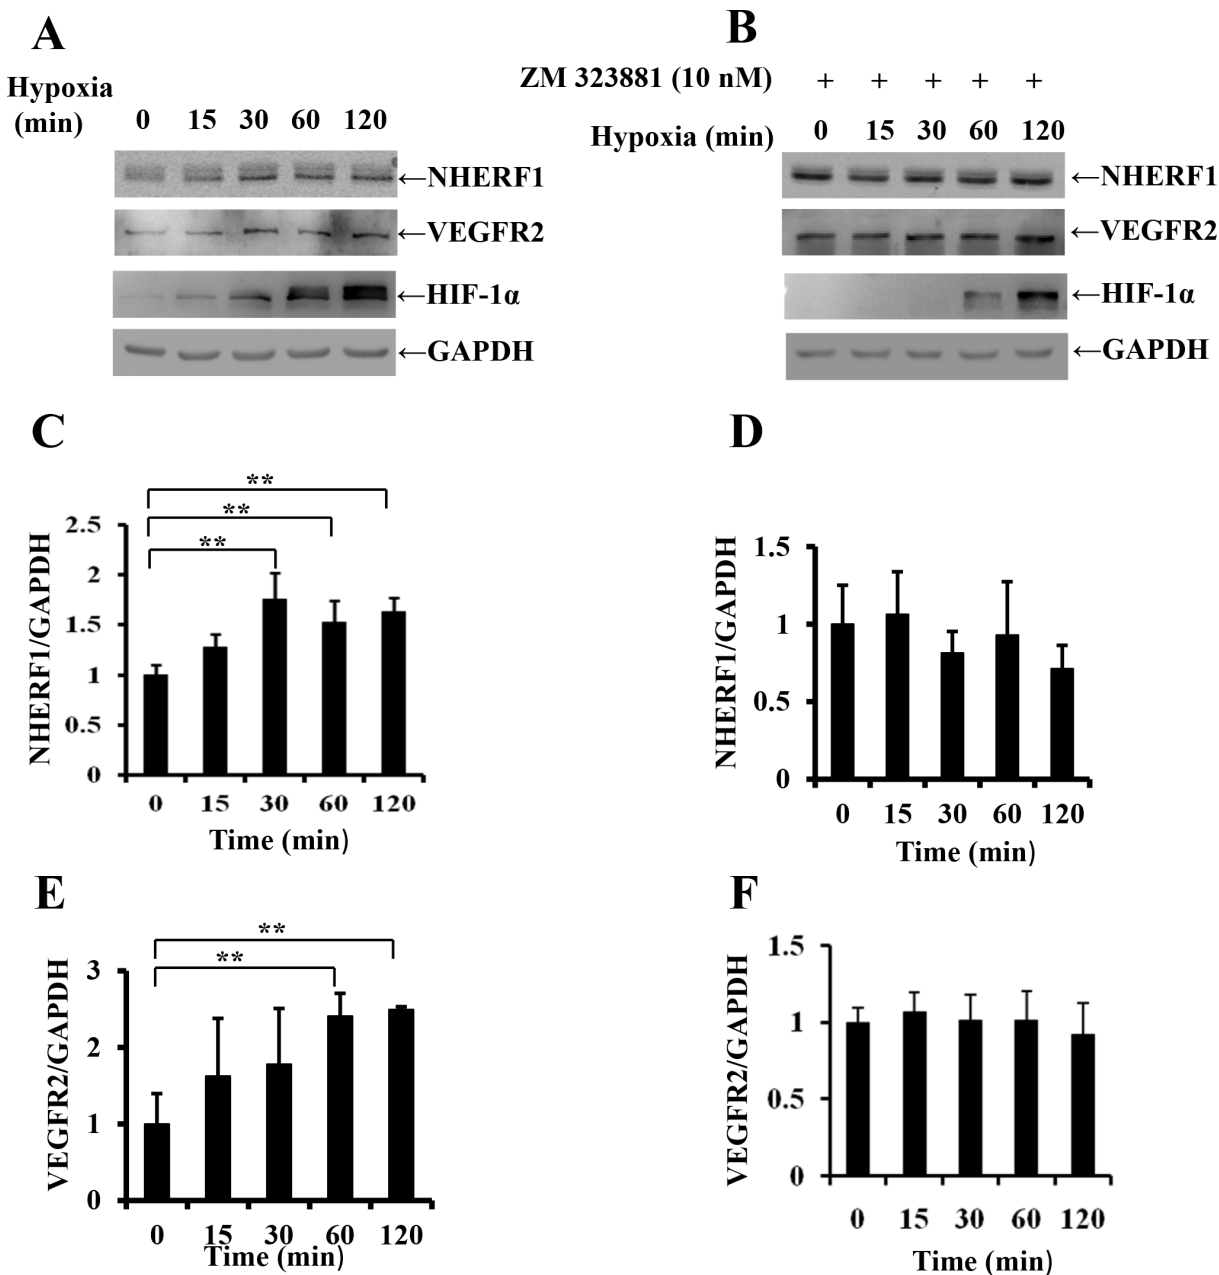 A
Hypoxia
(min)
0 15 30 60 120
←NHERF1
←VEGFR2
←HIF-1α
←GAPDH
B
ZM 323881 (10 nM) + + + + +
Hypoxia (min) 0 15 30 60 120
←NHERF1
←VEGFR2
←HIF-1α
←GAPDH
C
**
**
**
NHERF1/GAPDH
2.5
2
1.5
1
0.5
0
0 15 30 60 120
Time (min)
D
NHERF1/GAPDH
1.5
1
0.5
0
0 15 30 60 120
Time (min)
E
**
**
VEGFR2/GAPDH
3
2
1
0
0 15 30 60 120
Time (min)
F
VEGFR2/GAPDH
1.5
1
0.5
0
0 15 30 60 120
Time (min)